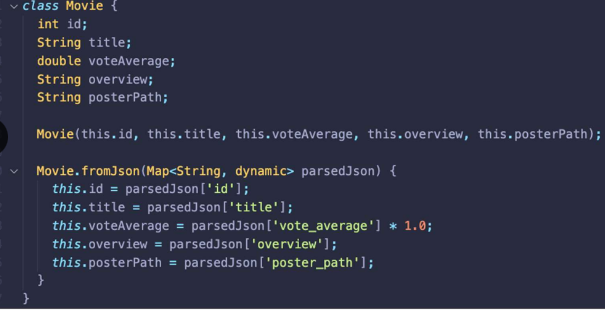 class Movie {
int id;
String title;
double voteAverage;
String overview;
String posterPath;
Movie(this.id, this.title, this.voteAverage, this.overview, this.posterPath);
Movie.fromJson(Map<String, dynamic> parsedJson) {
this.id = parsedJson['id'];
this.title = parsedJson['title'];
this.voteAverage = parsedJson['vote_average'] * 1.0;
this.overview = parsedJson['overview'];
this.posterPath = parsedJson['poster_path'];
}
}